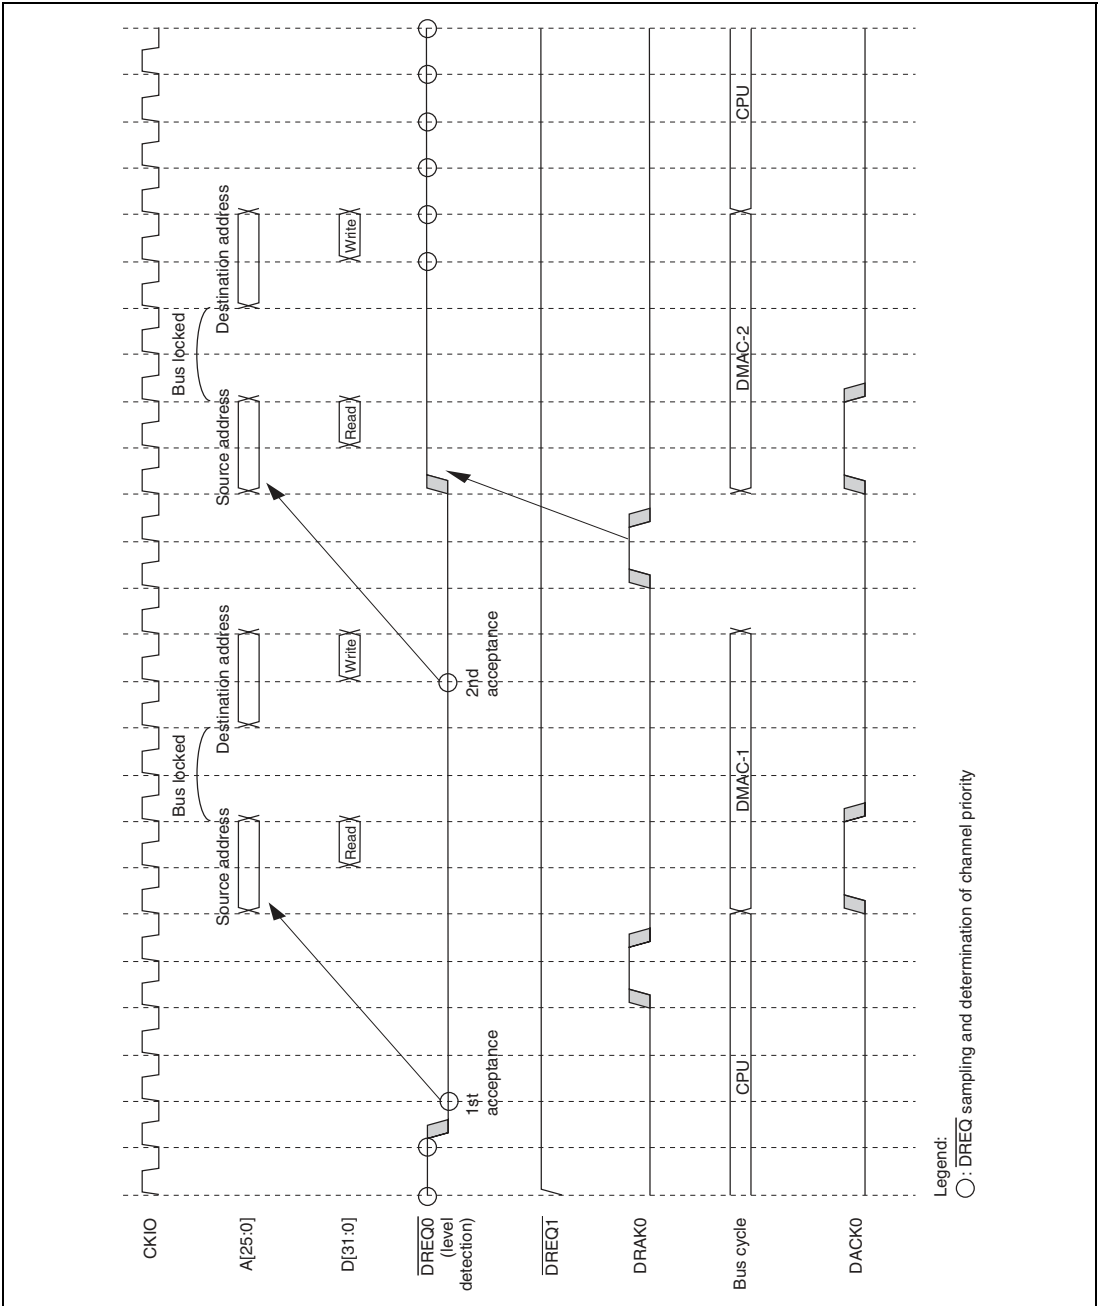 CKIO
Bus locked
Bus locked
A[25:0]
Source address
Destination address
Source address
Destination address
D[31:0]
Read
Write
Read
Write
DREQ0
(level
detection)
1st
acceptance
2nd
acceptance
DREQ1
DRAK0
Bus cycle
CPU
DMAC-1
DMAC-2
CPU
DACK0
Legend:
: DREQ sampling and determination of channel priority